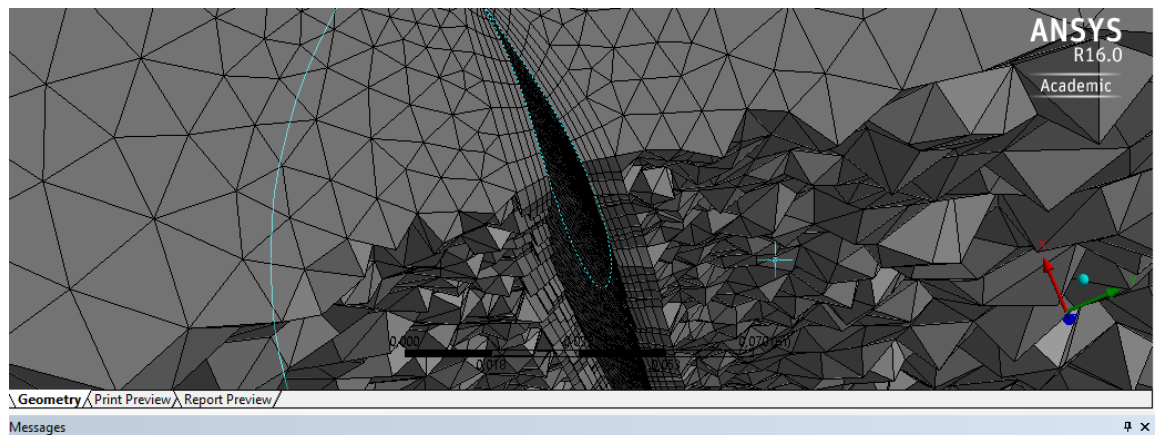 ANSYS
R16.0
Academic
X
0.000
0.070 (m)
0.018
Geometry Print Preview Report Preview
Messages